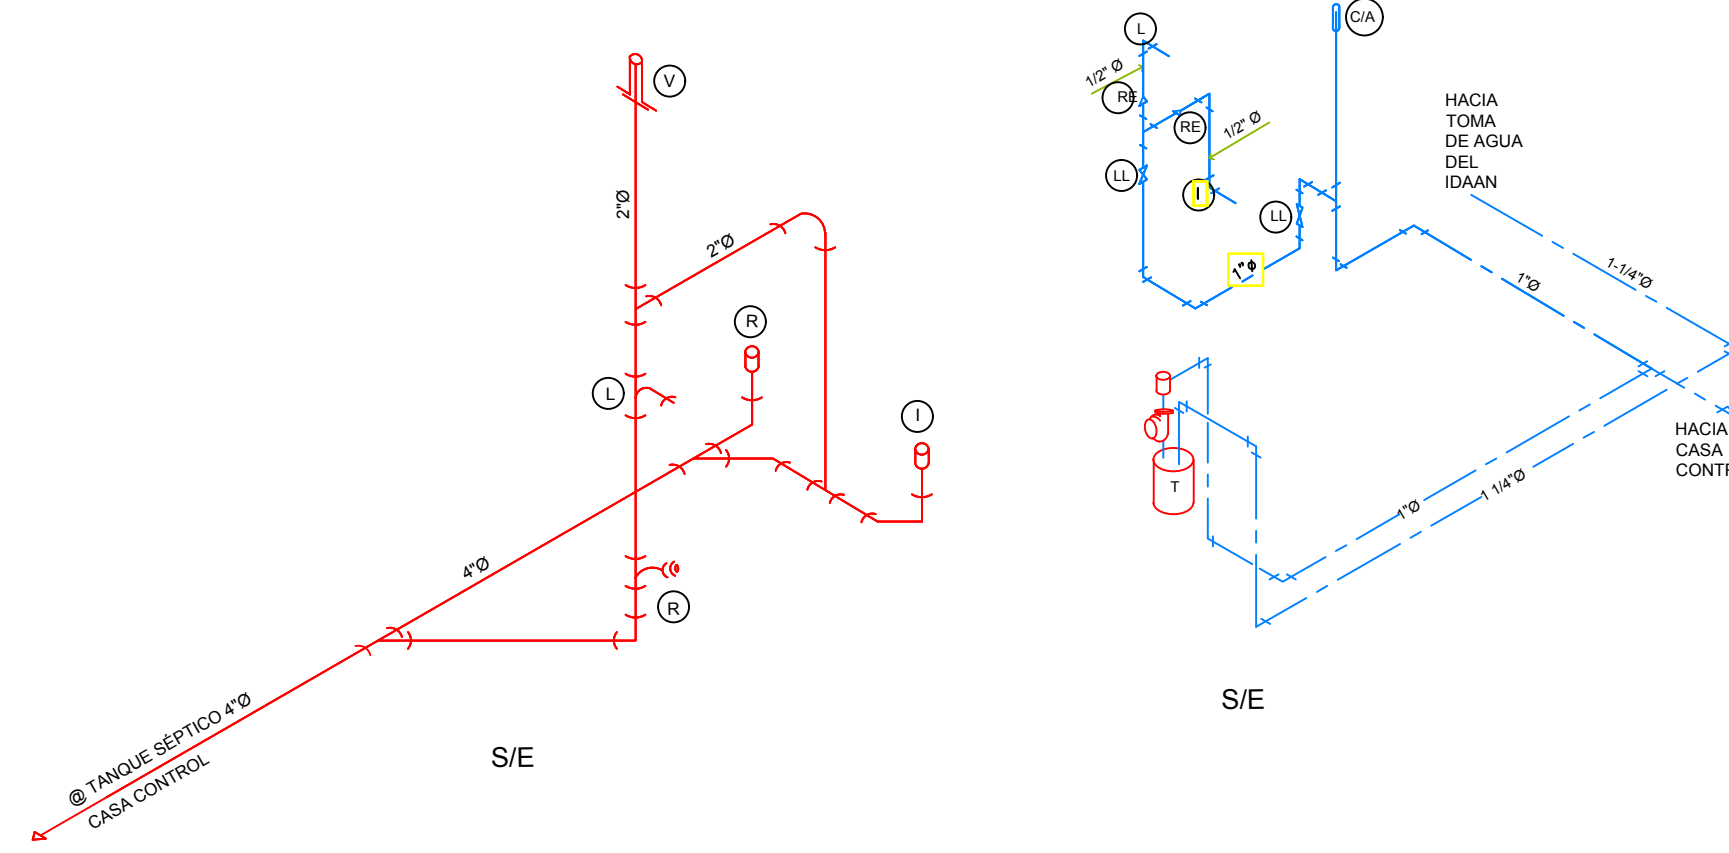 V
2"Ø
2"Ø
R
L
I
4"Ø
R
@ TANQUE SÉPTICO 4"Ø
CASA CONTROL
S/E
L
C/A
1/2" Ø
RE
RE
1/2" Ø
LL
I
LL
1" ϕ
HACIA
TOMA
DE AGUA
DEL
IDAAN
1-1/4"Ø
1"Ø
HACIA
CASA
CONTR
T
1"Ø
1 1/4"Ø
S/E